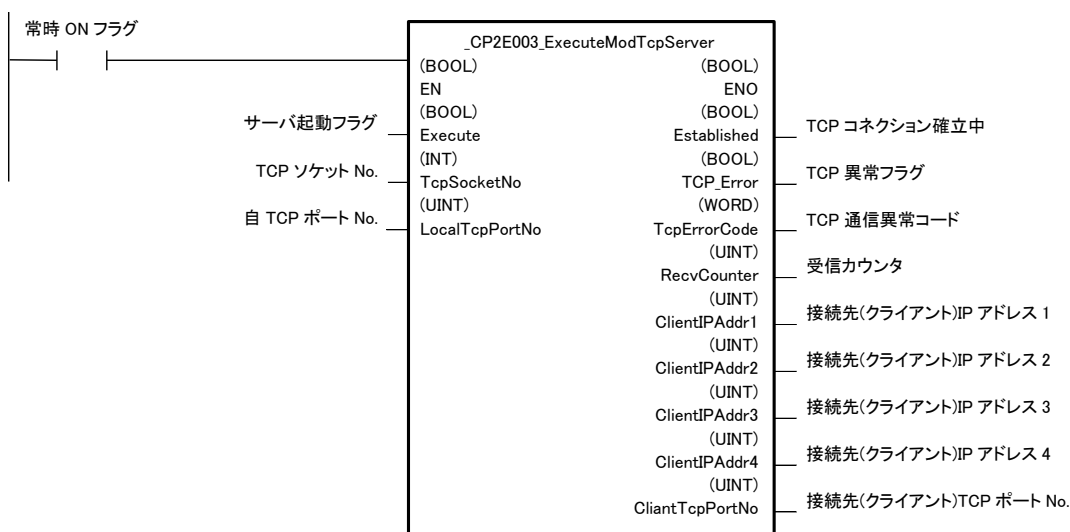 常時 ON フラグ
_CP2E003_ExecuteModTcpServer
(BOOL) (BOOL)
EN ENO
(BOOL) (BOOL)
サーバ起動フラグ Execute Established TCP コネクション確立中
(INT) (BOOL)
TCP ソケット No. TcpSocketNo TCP_Error TCP 異常フラグ
(UINT) (WORD)
自 TCP ポート No. LocalTcpPortNo TcpErrorCode TCP 通信異常コード
(UINT)
RecvCounter 受信カウンタ
(UINT)
ClientIPAddr1 接続先(クライアント)IP アドレス 1
(UINT)
ClientIPAddr2 接続先(クライアント)IP アドレス 2
(UINT)
ClientIPAddr3 接続先(クライアント)IP アドレス 3
(UINT)
ClientIPAddr4 接続先(クライアント)IP アドレス 4
(UINT)
CliantTcpPortNo 接続先(クライアント)TCP ポート No.